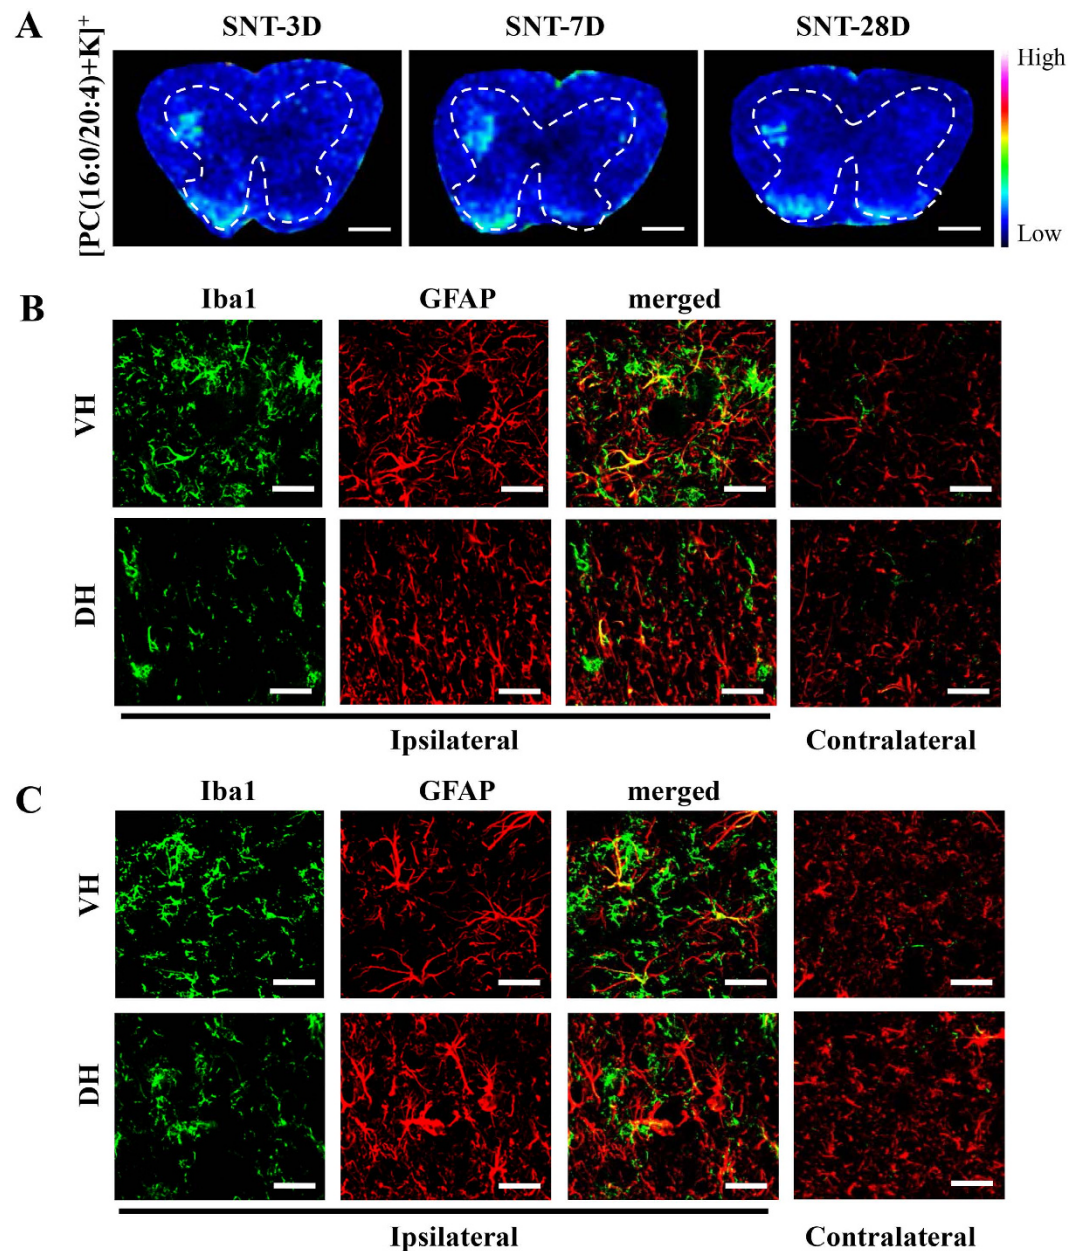 A
SNT-3D SNT-7D SNT-28D
[PC(16:0/20:4)+K]+
High
Low
B
Iba1 GFAP merged
VH
DH
Ipsilateral Contralateral
C
Iba1 GFAP merged
VH
DH
Ipsilateral Contralateral